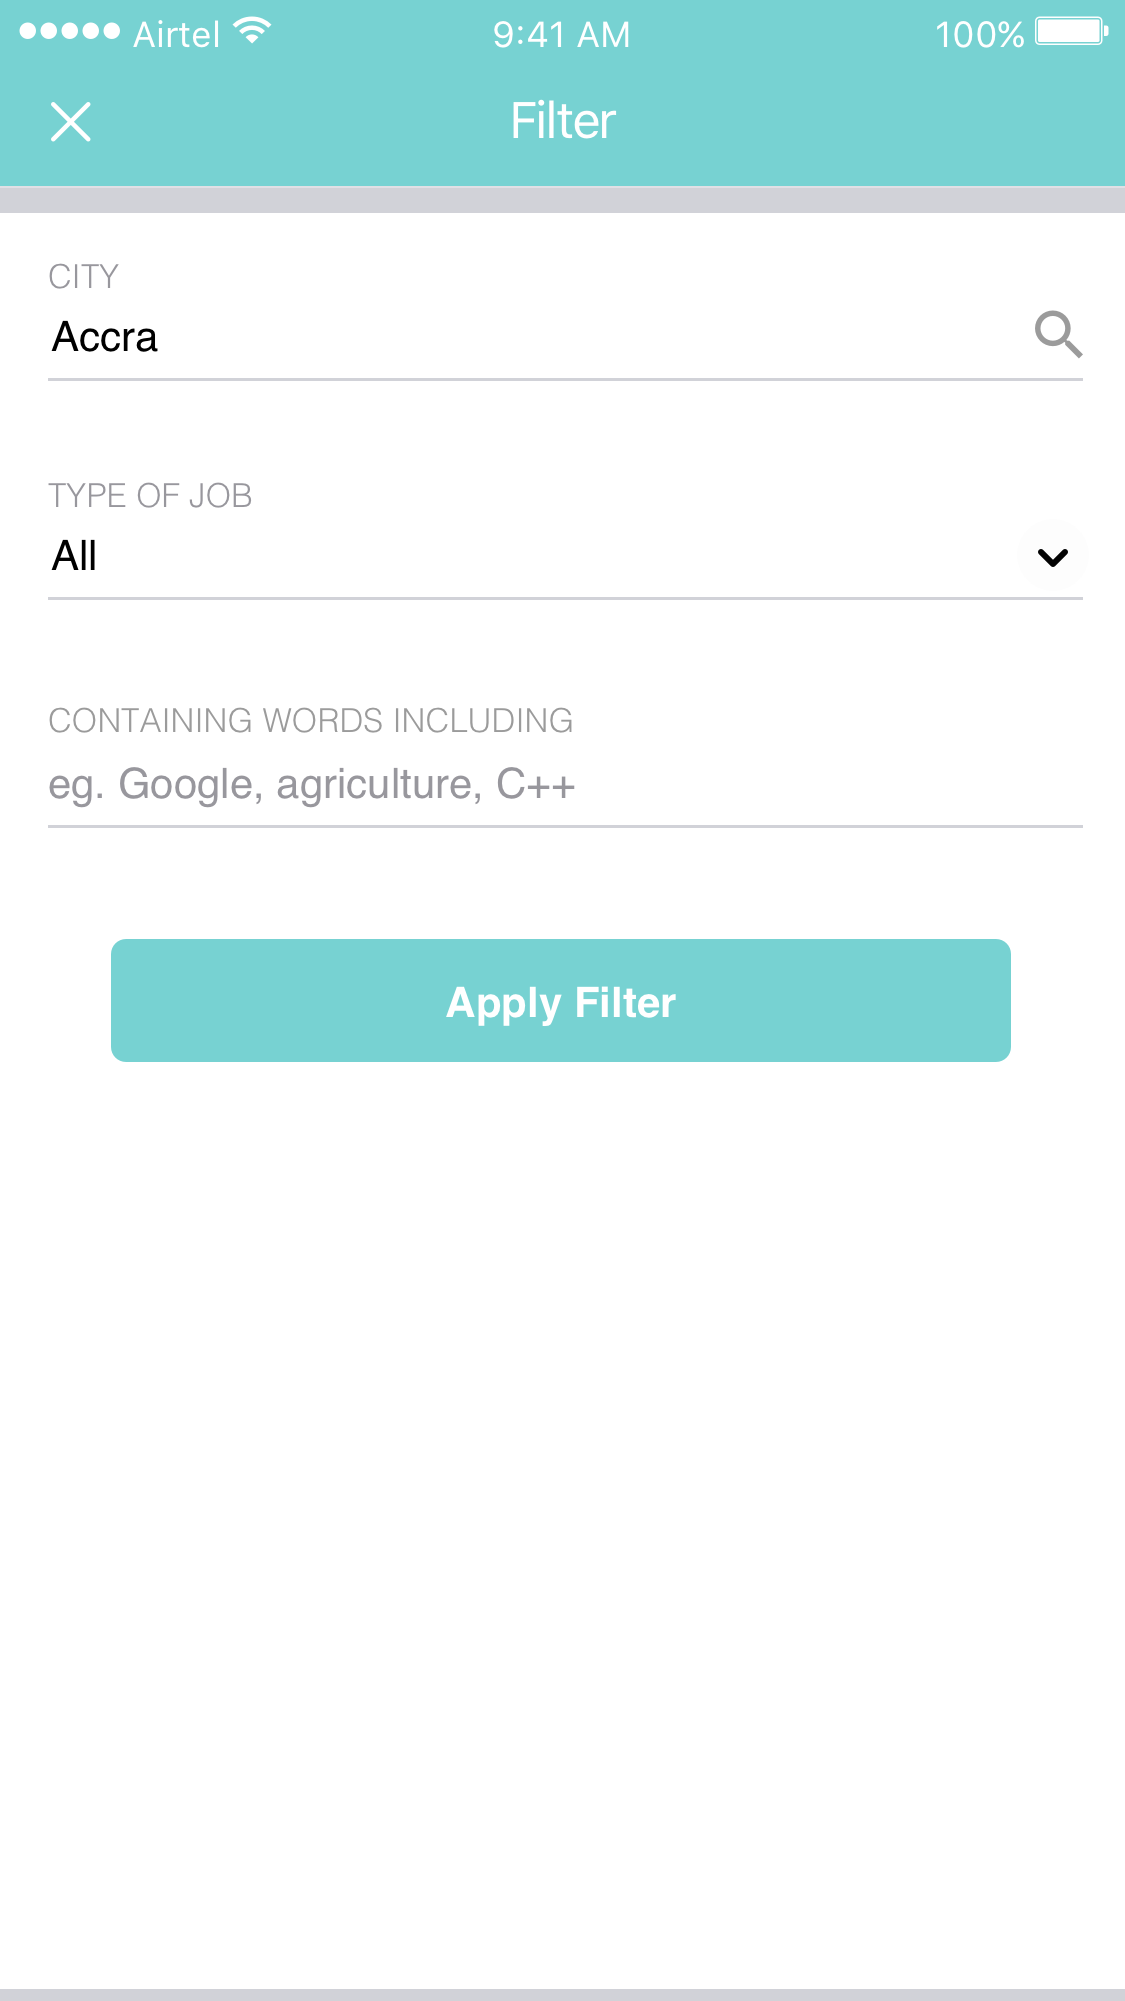 Airtel 9:41 AM 100%
Filter
CITY
Accra
TYPE OF JOB
All
CONTAINING WORDS INCLUDING
eg. Google, agriculture, C++
Apply Filter